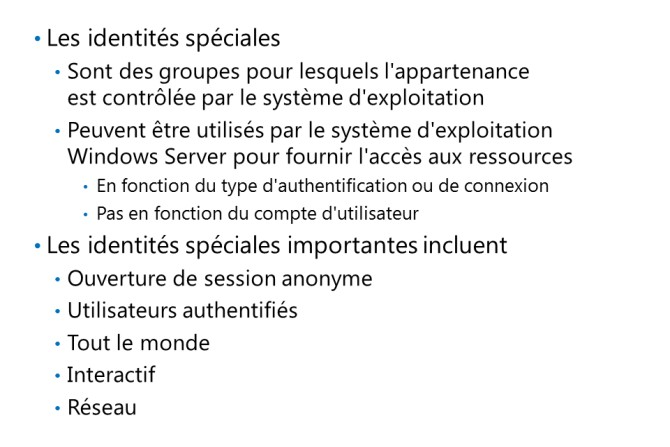 • Les identités spéciales
• Sont des groupes pour lesquels l'appartenance
est contrôlée par le système d'exploitation
• Peuvent être utilisés par le système d'exploitation
Windows Server pour fournir l'accès aux ressources
• En fonction du type d'authentification ou de connexion
• Pas en fonction du compte d'utilisateur
• Les identités spéciales importantes incluent
• Ouverture de session anonyme
• Utilisateurs authentifiés
• Tout le monde
• Interactif
• Réseau